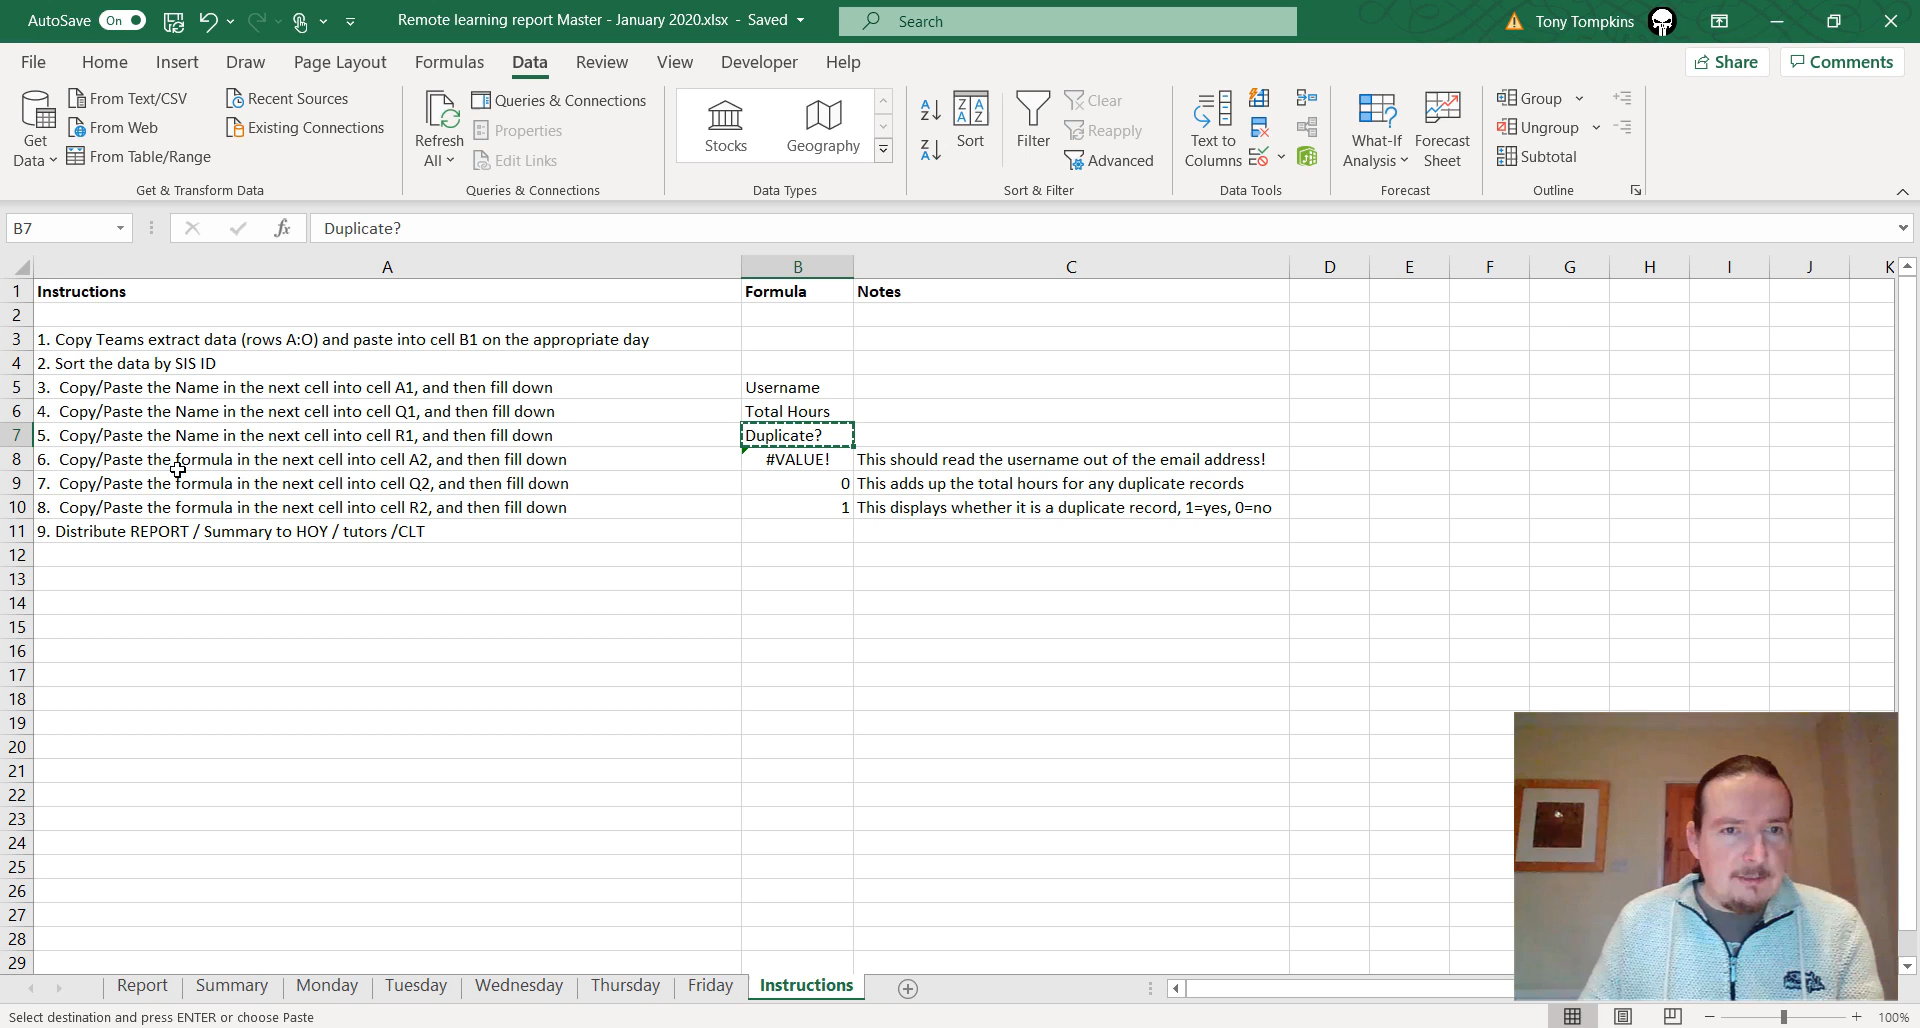 AutoSave On Remote learning report Master - January 2020.xlsx - Saved Search Tony Tompkins
File Home Insert Draw Page Layout Formulas Data Review View Developer Help Share Comments
Get Data
From Text/CSV
From Web
From Table/Range
Recent Sources
Existing Connections
Get & Transform Data
Refresh All
Queries & Connections
Properties
Edit Links
Queries & Connections
Stocks
Geography
Data Types
Sort
Filter
Clear
Reapply
Advanced
Sort & Filter
Text to Columns
Data Tools
What-If Analysis
Forecast Sheet
Forecast
Group
Ungroup
Subtotal
Outline
B7 fx Duplicate?
A B C D E F G H I J K
1 Instructions Formula Notes
2
3 1. Copy Teams extract data (rows A:O) and paste into cell B1 on the appropriate day
4 2. Sort the data by SIS ID
5 3. Copy/Paste the Name in the next cell into cell A1, and then fill down Username
6 4. Copy/Paste the Name in the next cell into cell Q1, and then fill down Total Hours
7 5. Copy/Paste the Name in the next cell into cell R1, and then fill down Duplicate?
8 6. Copy/Paste the formula in the next cell into cell A2, and then fill down #VALUE! This should read the username out of the email address!
9 7. Copy/Paste the formula in the next cell into cell Q2, and then fill down 0 This adds up the total hours for any duplicate records
10 8. Copy/Paste the formula in the next cell into cell R2, and then fill down 1 This displays whether it is a duplicate record, 1=yes, 0=no
11 9. Distribute REPORT / Summary to HOY / tutors /CLT
12
13
14
15
16
17
18
19
20
21
22
23
24
25
26
27
28
29
Report Summary Monday Tuesday Wednesday Thursday Friday Instructions
Select destination and press ENTER or choose Paste 100%